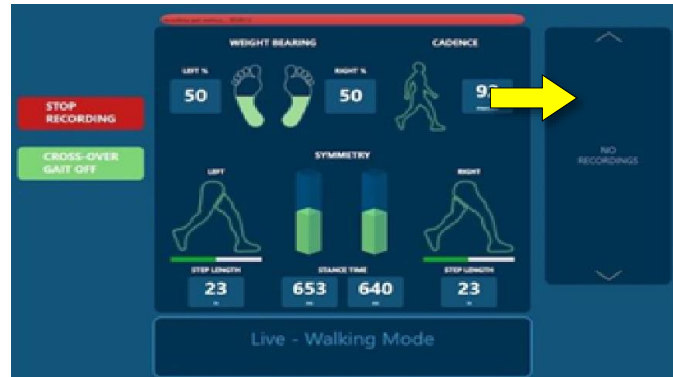 WEIGHT BEARING
CADENCE
LEFT %
RIGHT %
50
50
STOP
RECORDING
CROSS-OVER
GAIT OFF
NO
RECORDINGS
SYMMETRY
LEFT
RIGHT
STEP LENGTH
STANCE TIME
STEP LENGTH
23
653
640
23
Live - Walking Mode